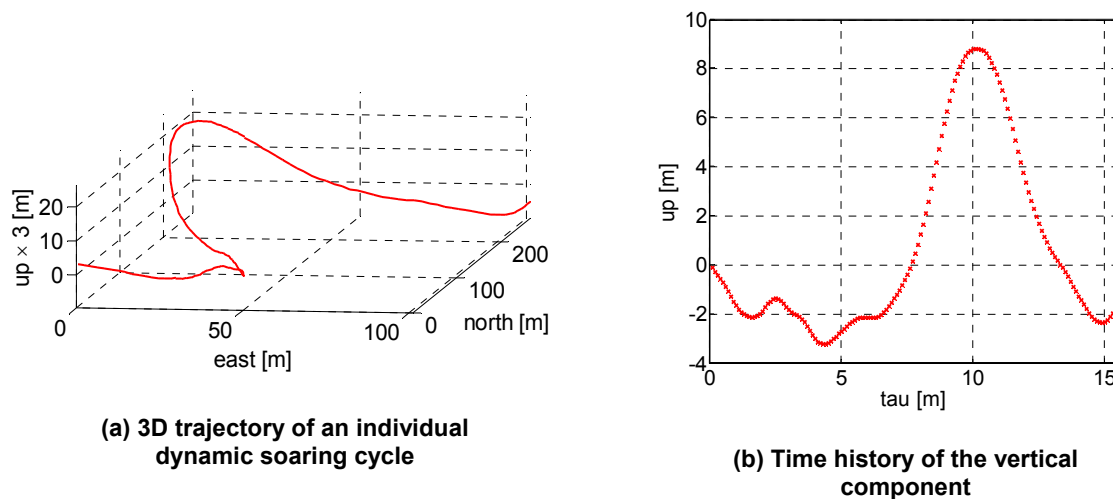 up × 3 [m]
20
10
0
0
50
100
east [m]
0
100
200
north [m]
(a) 3D trajectory of an individual
dynamic soaring cycle
up [m]
10
8
6
4
2
0
-2
-4
0
5
10
15
tau [m]
(b) Time history of the vertical
component